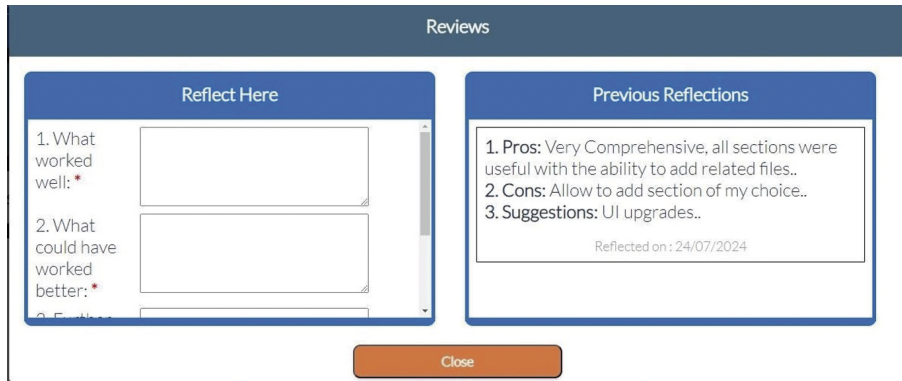 Reviews
Reflect Here
1. What
worked
well: *
2. What
could have
worked
better: *
Previous Reflections
1. Pros: Very Comprehensive, all sections were
useful with the ability to add related files..
2. Cons: Allow to add section of my choice..
3. Suggestions: UI upgrades..
Reflected on : 24/07/2024
Close